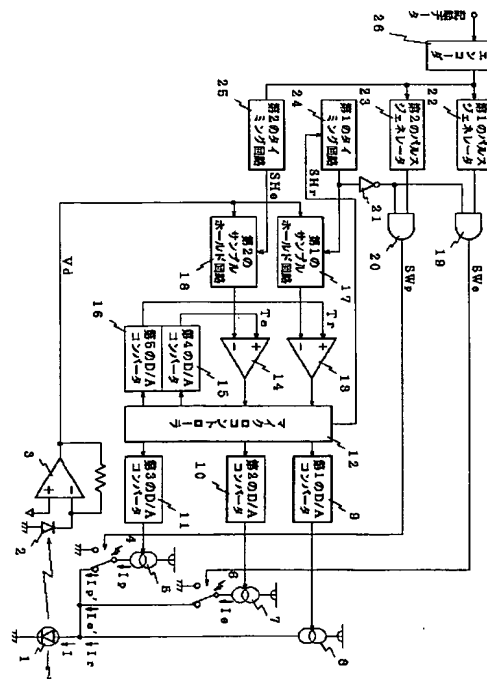 記録データ
26
エンコーダ
25
第2のタイミング回路
24
第1のタイミング回路
23
第2のパルスジェネレータ
22
第1のパルスジェネレータ
SHe
SHr
21
20
19
SWp
SWe
Vd
18
第2のサンプルホールド回路
17
第1のサンプルホールド回路
Te
Tr
16
第5のD/Aコンバータ
15
第4のD/Aコンバータ
14
13
マイクロコントローラ
12
3
2
11
第3のD/Aコンバータ
10
第2のD/Aコンバータ
9
第1のD/Aコンバータ
4
5
6
7
8
Ip
Ie
Ip'
Ie'
Ir
I
1